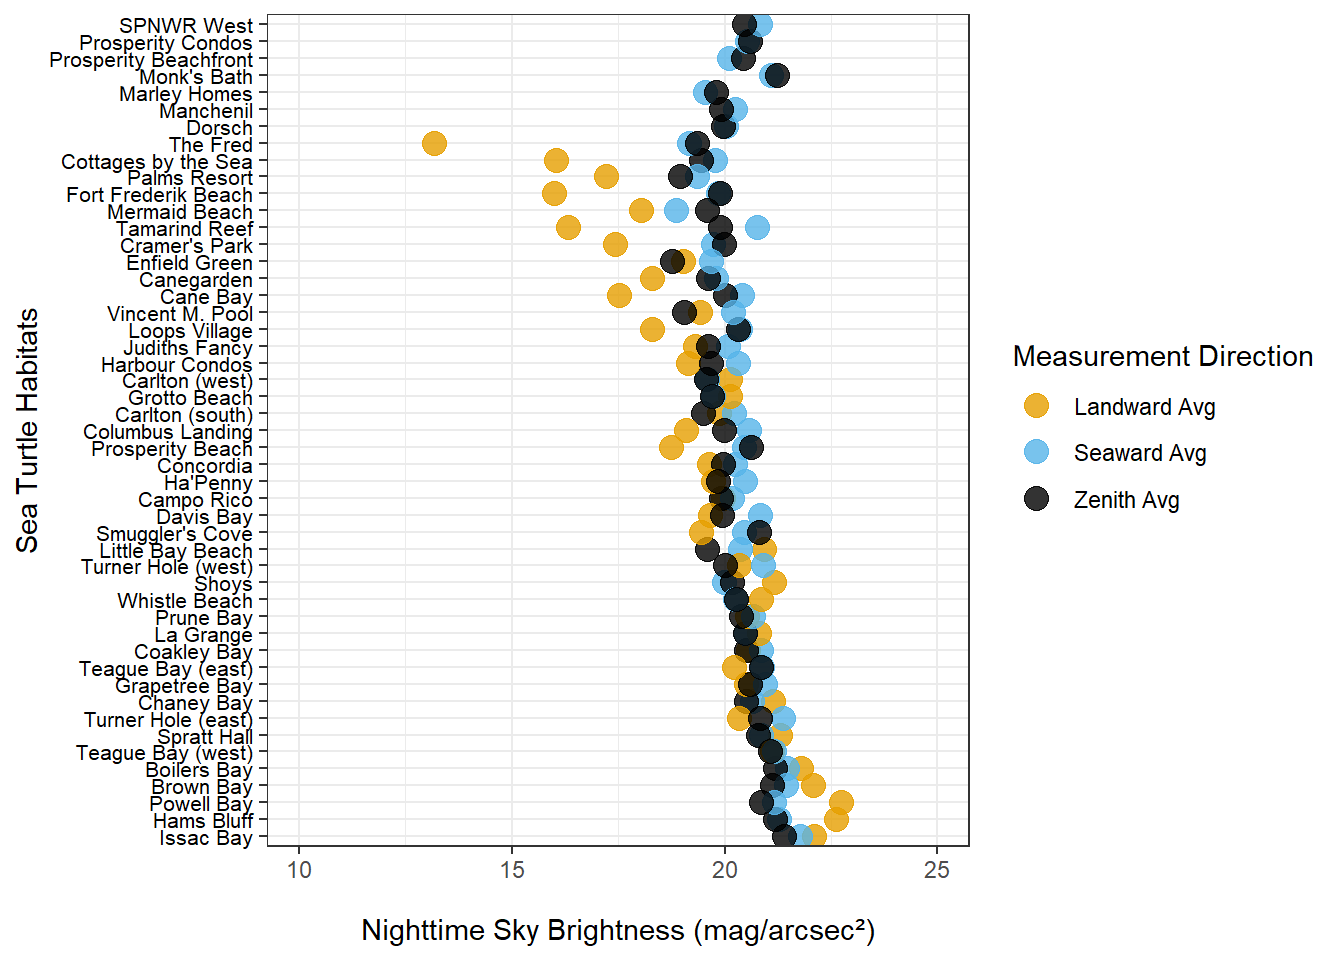 Sea Turtle Habitats
SPNWR West
Prosperity Condos
Prosperity Beachfront
Monk's Bath
Marley Homes
Manchenil
Dorsch
The Fred
Cottages by the Sea
Palms Resort
Fort Frederik Beach
Mermaid Beach
Tamarind Reef
Cramer's Park
Enfield Green
Canegarden
Cane Bay
Vincent M. Pool
Loops Village
Judiths Fancy
Harbour Condos
Carlton (west)
Grotto Beach
Carlton (south)
Columbus Landing
Prosperity Beach
Concordia
Ha'Penny
Campo Rico
Davis Bay
Smuggler's Cove
Little Bay Beach
Turner Hole (west)
Shoys
Whistle Beach
Prune Bay
La Grange
Coakley Bay
Teague Bay (east)
Grapetree Bay
Chaney Bay
Turner Hole (east)
Spratt Hall
Teague Bay (west)
Boilers Bay
Brown Bay
Powell Bay
Hams Bluff
Issac Bay
10 15 20 25
Nighttime Sky Brightness (mag/arcsec²)
Measurement Direction
Landward Avg
Seaward Avg
Zenith Avg